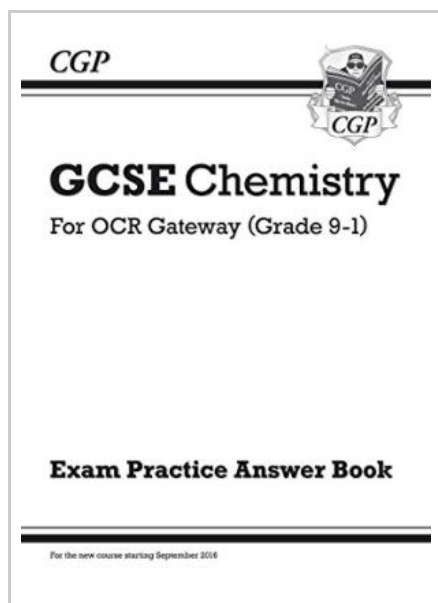 CGP
CGP
CGP
GCSE Chemistry
For OCR Gateway (Grade 9-1)
Exam Practice Answer Book
For the new course starting September 2016